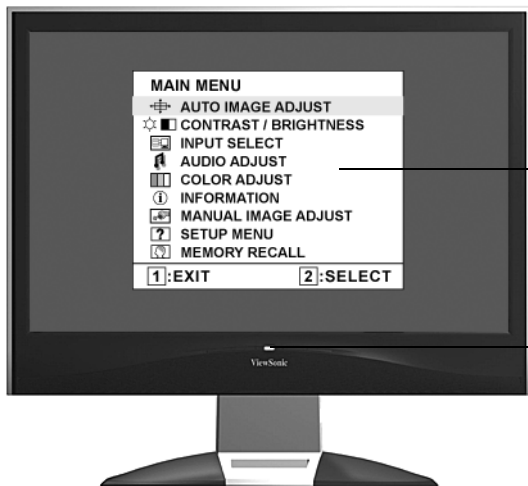 MAIN MENU
AUTO IMAGE ADJUST
CONTRAST / BRIGHTNESS
INPUT SELECT
AUDIO ADJUST
COLOR ADJUST
INFORMATION
MANUAL IMAGE ADJUST
SETUP MENU
MEMORY RECALL
1:EXIT 2:SELECT
ViewSonic